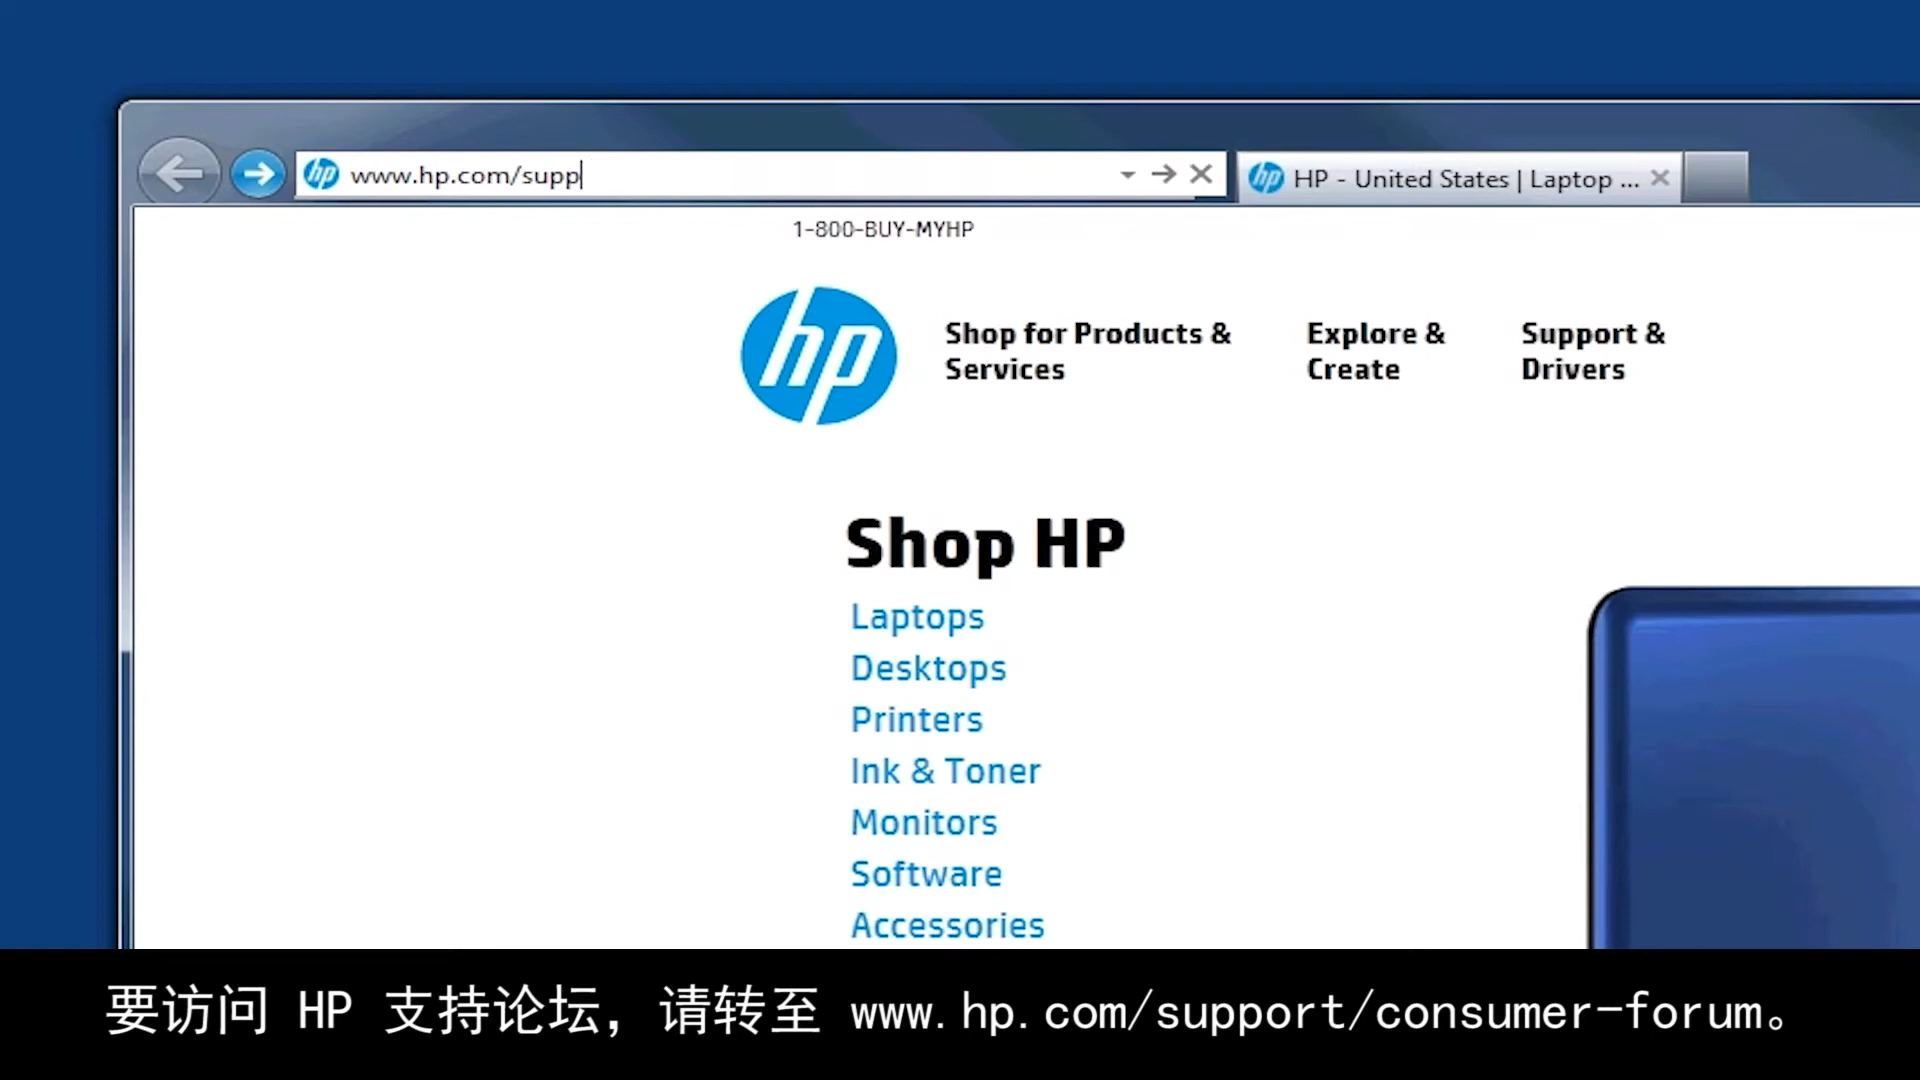 hp www.hp.com/supp
hp HP - United States | Laptop ...
1-800-BUY-MYHP
hp
Shop for Products &
Services
Explore &
Create
Support &
Drivers
Shop HP
Laptops
Desktops
Printers
Ink & Toner
Monitors
Software
Accessories
要访问 HP 支持论坛，请转至 www.hp.com/support/consumer-forum。